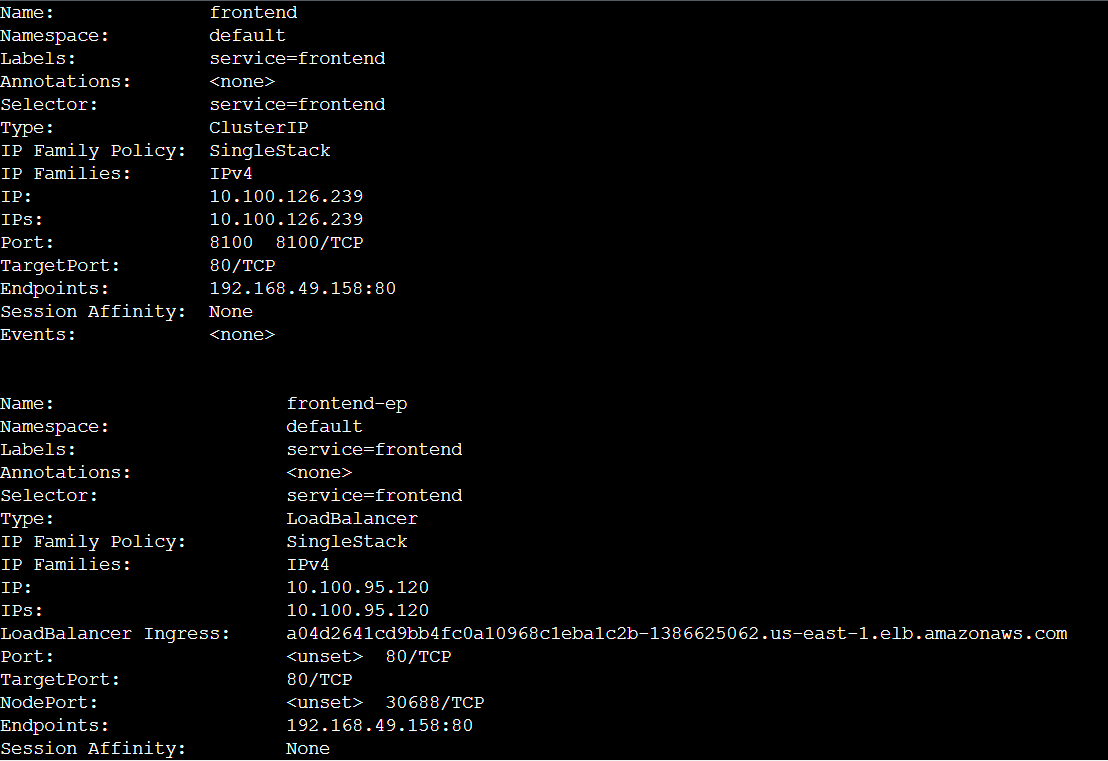 Name:              frontend
Namespace:         default
Labels:            service=frontend
Annotations:       <none>
Selector:          service=frontend
Type:              ClusterIP
IP Family Policy:  SingleStack
IP Families:       IPv4
IP:                10.100.126.239
IPs:               10.100.126.239
Port:              8100  8100/TCP
TargetPort:        80/TCP
Endpoints:         192.168.49.158:80
Session Affinity:  None
Events:            <none>
Name:                     frontend-ep
Namespace:                default
Labels:                   service=frontend
Annotations:              <none>
Selector:                 service=frontend
Type:                     LoadBalancer
IP Family Policy:         SingleStack
IP Families:              IPv4
IP:                       10.100.95.120
IPs:                      10.100.95.120
LoadBalancer Ingress:     a04d2641cd9bb4fc0a10968c1eba1c2b-1386625062.us-east-1.elb.amazonaws.com
Port:                     <unset>  80/TCP
TargetPort:               80/TCP
NodePort:                 <unset>  30688/TCP
Endpoints:                192.168.49.158:80
Session Affinity:         None